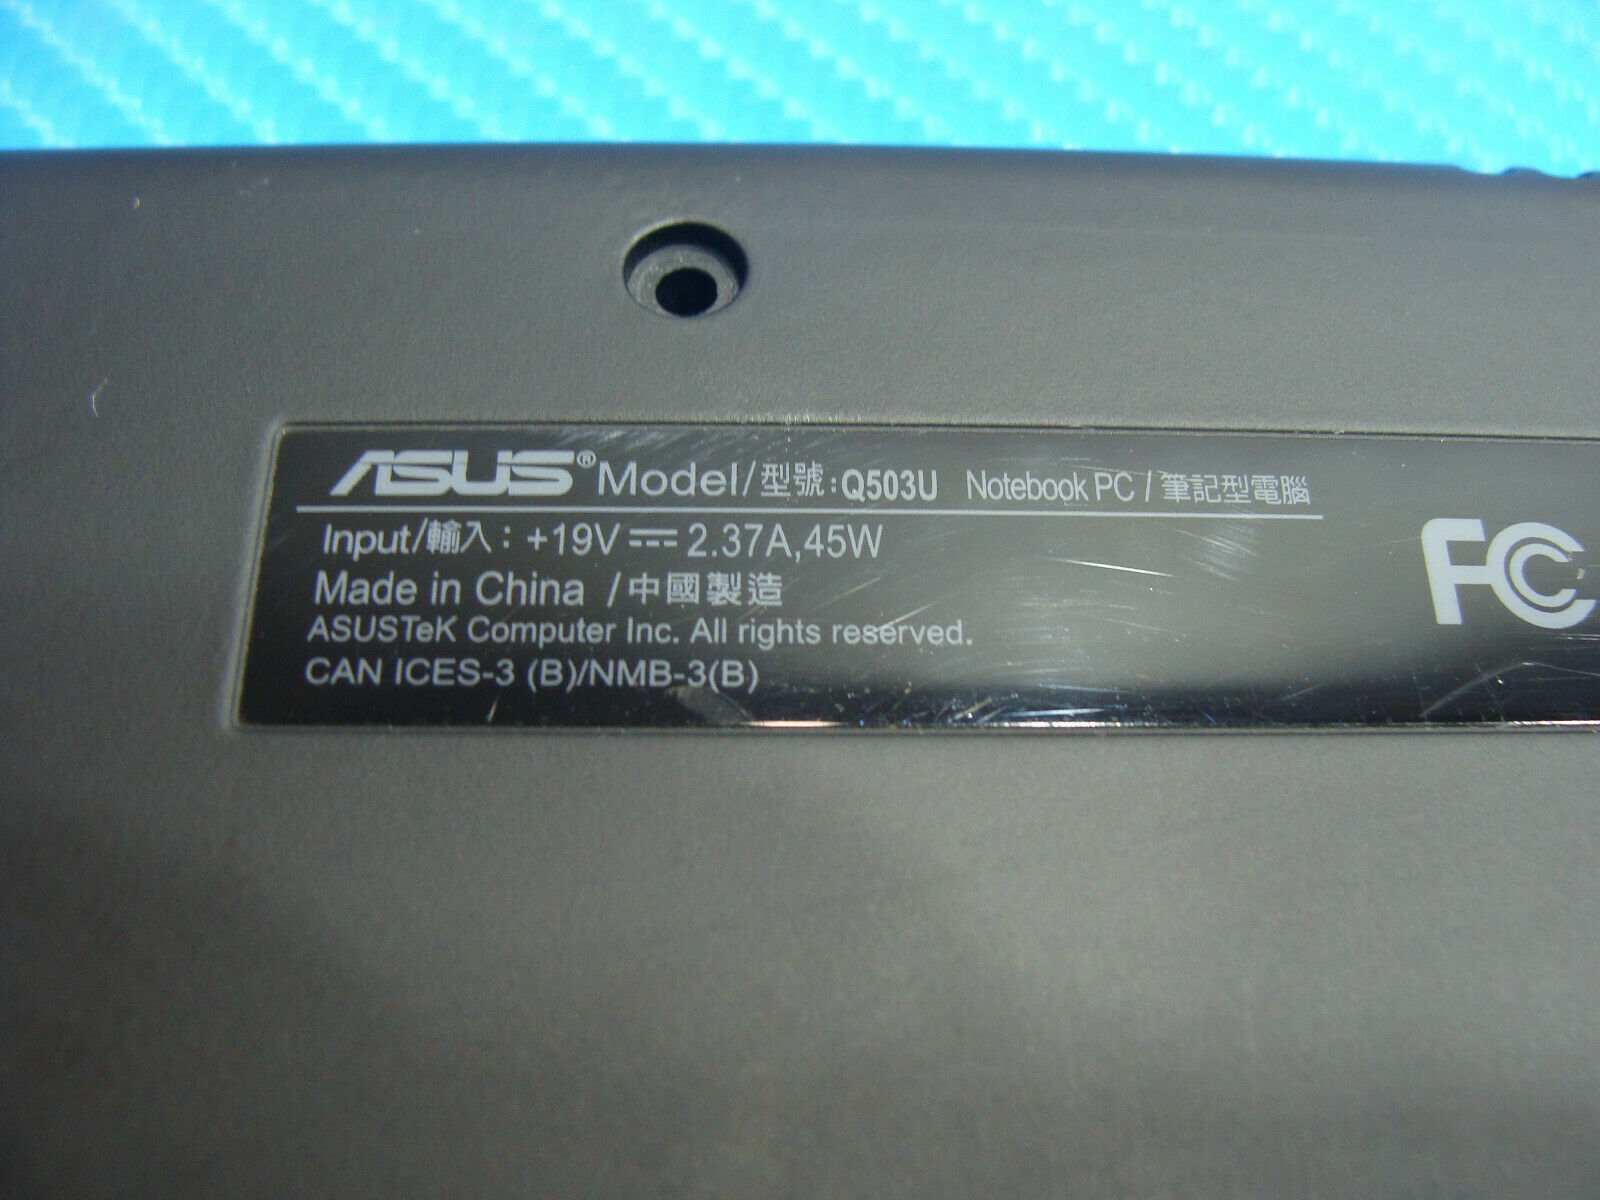 ASUS® Model/型號: Q503U Notebook PC / 筆記型電腦
Input/輸入: +19V ⎓ 2.37A,45W
Made in China /中國製造
ASUSTeK Computer Inc. All rights reserved.
CAN ICES-3 (B)/NMB-3(B)
FC